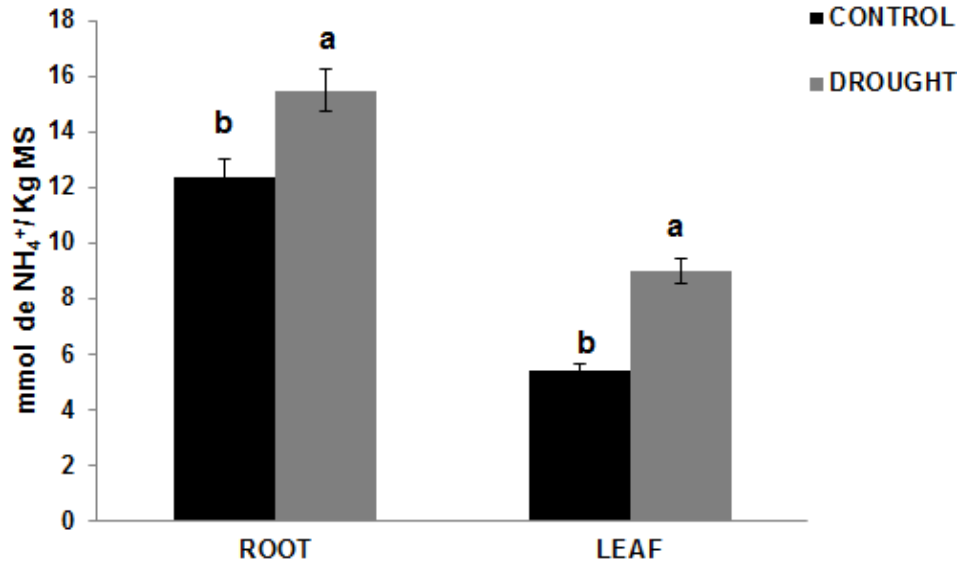 mmol de NH₄⁺/ Kg MS
18
16
14
12
10
8
6
4
2
0
b
a
b
a
ROOT
LEAF
CONTROL
DROUGHT